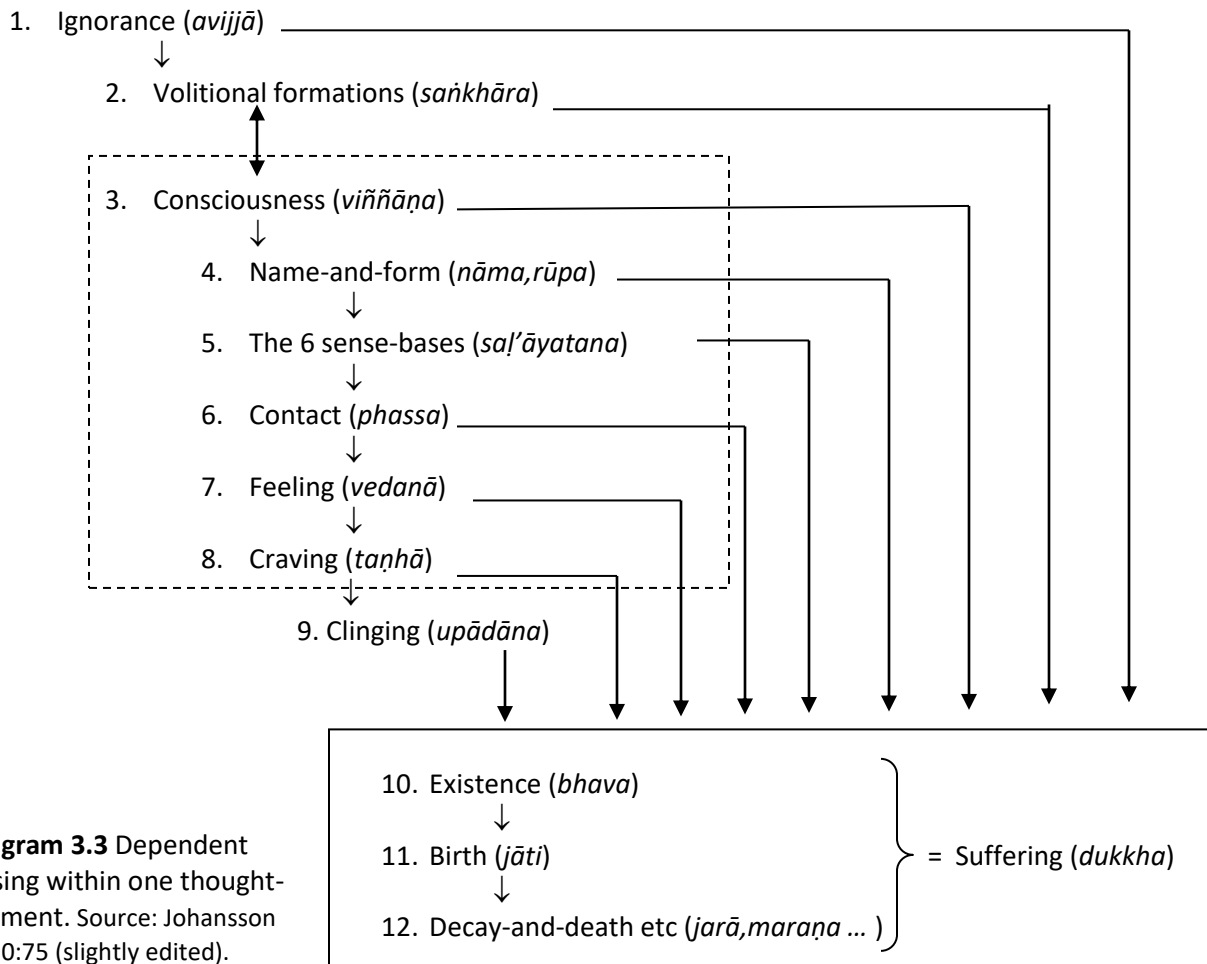 1. Ignorance (avijjā)
↓
2. Volitional formations (saṅkhāra)
3. Consciousness (viññāṇa)
↓
4. Name-and-form (nāma,rūpa)
↓
5. The 6 sense-bases (saḷ’āyatana)
↓
6. Contact (phassa)
↓
7. Feeling (vedanā)
↓
8. Craving (taṇhā)
↓
9. Clinging (upādāna)
10. Existence (bhava)
↓
11. Birth (jāti)
↓
12. Decay-and-death etc (jarā,maraṇa ... )
= Suffering (dukkha)
gram 3.3 Dependent
sing within one thought-
ment. Source: Johansson
0:75 (slightly edited).